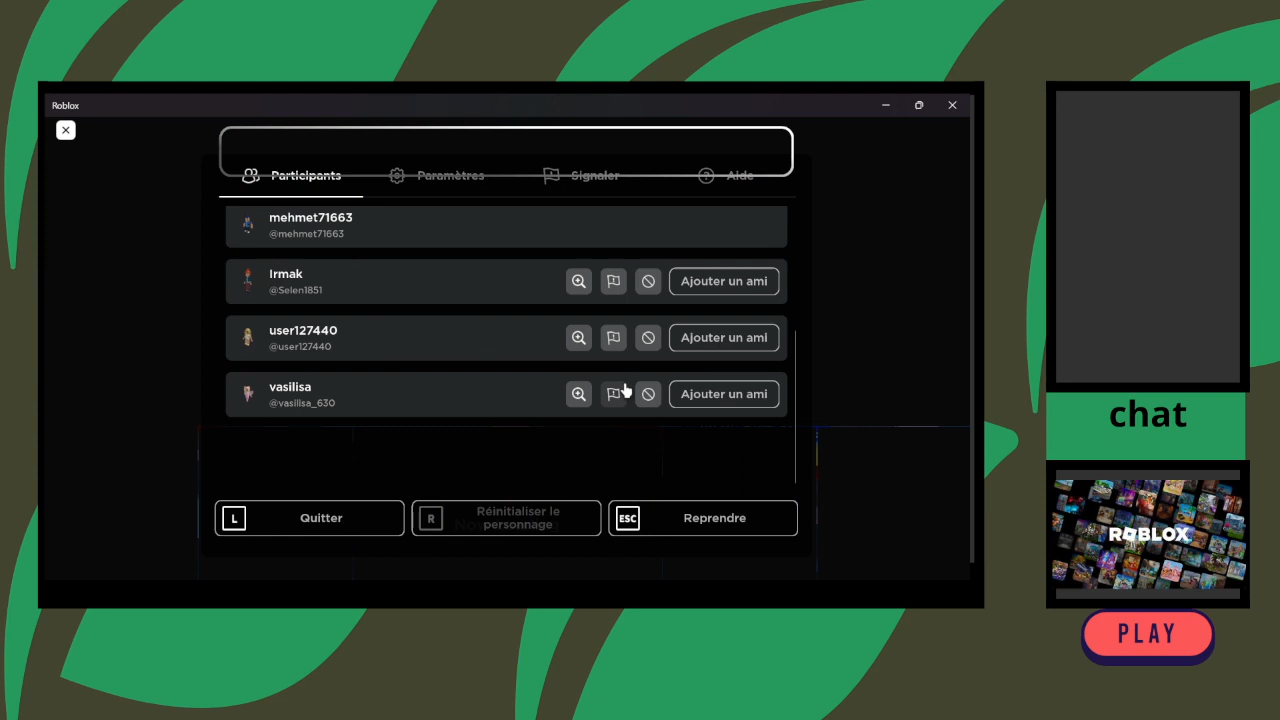 Roblox
Participants
Paramètres
Signaler
Aide
mehmet71663
@mehmet71663
Irmak
@Selen1851
Ajouter un ami
user127440
@user127440
Ajouter un ami
vasilisa
@vasilisa_630
Ajouter un ami
L
Quitter
R
Réinitialiser le
personnage
ESC
Reprendre
chat
ROBLOX
PLAY